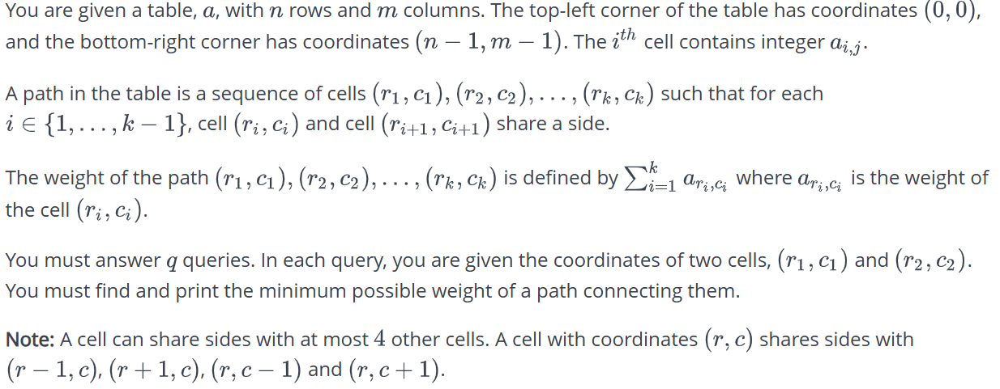 You are given a table, a, with n rows and m columns. The top-left corner of the table has coordinates (0, 0),
and the bottom-right corner has coordinates (n − 1, m − 1). The i^{th} cell contains integer a_{i,j}.
A path in the table is a sequence of cells (r_1, c_1), (r_2, c_2), . . . , (r_k, c_k) such that for each
i ∈ {1, . . . , k − 1}, cell (r_i, c_i) and cell (r_{i+1}, c_{i+1}) share a side.
The weight of the path (r_1, c_1), (r_2, c_2), . . . , (r_k, c_k) is defined by ∑_{i=1}^{k} a_{r_i,c_i} where a_{r_i,c_i} is the weight of
the cell (r_i, c_i).
You must answer q queries. In each query, you are given the coordinates of two cells, (r_1, c_1) and (r_2, c_2).
You must find and print the minimum possible weight of a path connecting them.
Note: A cell can share sides with at most 4 other cells. A cell with coordinates (r, c) shares sides with
(r − 1, c), (r + 1, c), (r, c − 1) and (r, c + 1).